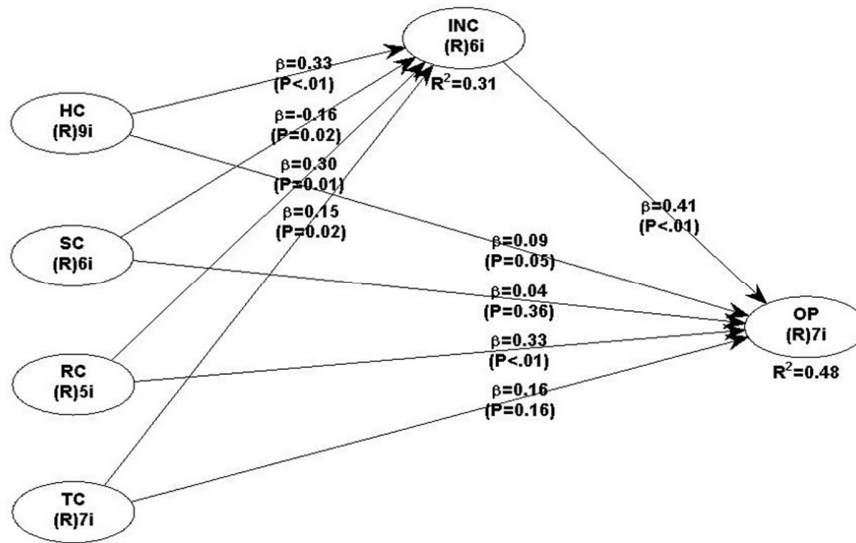 INC
(R)6i
R²=0.31
β=0.33
(P<.01)
HC
(R)9i
β=-0.16
(P=0.02)
β=0.30
(P=0.01)
β=0.15
(P=0.02)
β=0.41
(P<.01)
SC
(R)6i
β=0.09
(P=0.05)
β=0.04
(P=0.36)
OP
(R)7i
R²=0.48
β=0.33
(P<.01)
RC
(R)5i
β=0.16
(P=0.16)
TC
(R)7i